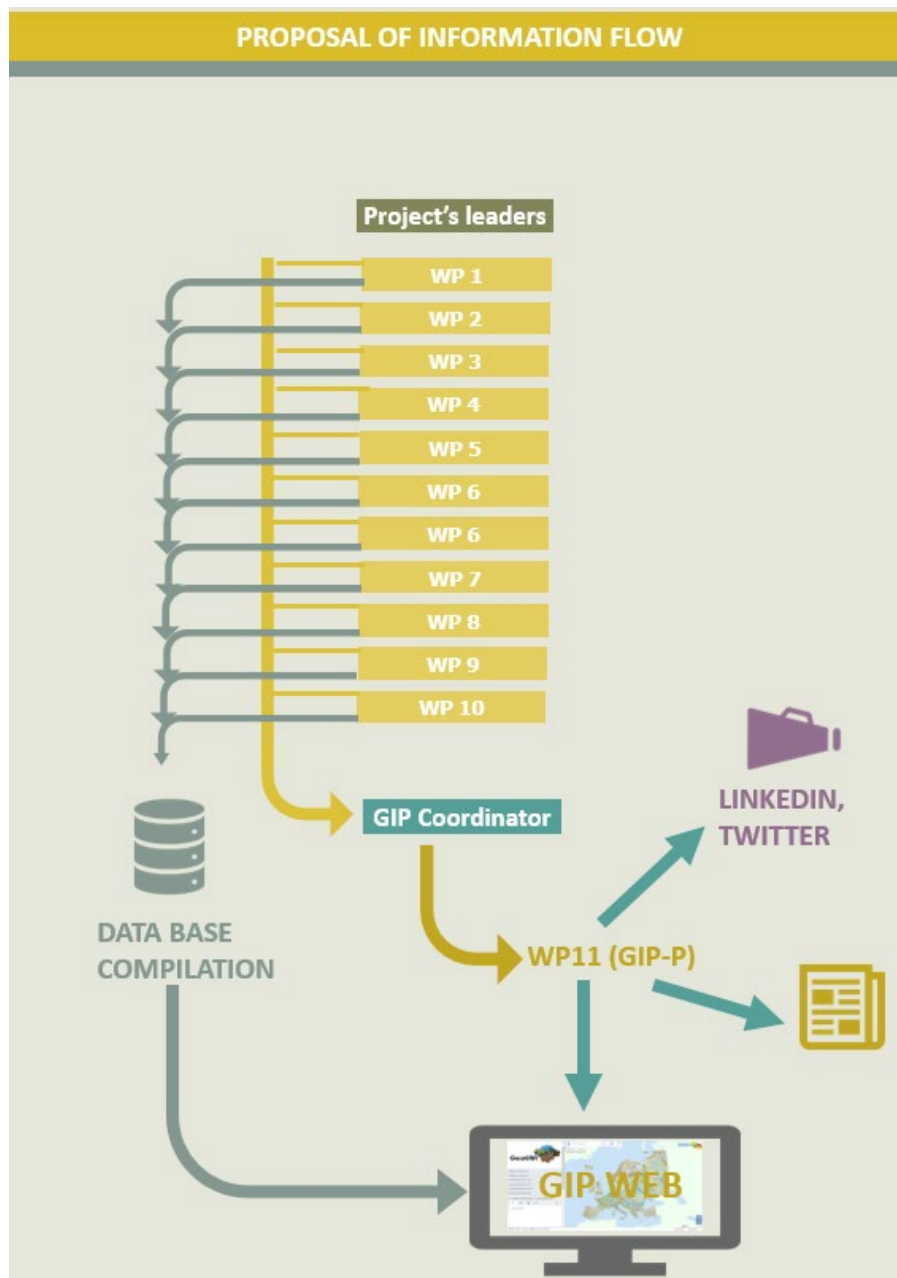 PROPOSAL OF INFORMATION FLOW
Project's leaders
WP 1
WP 2
WP 3
WP 4
WP 5
WP 6
WP 6
WP 7
WP 8
WP 9
WP 10
GIP Coordinator
LINKEDIN,
TWITTER
DATA BASE
COMPILATION
WP11 (GIP-P)
GIP WEB